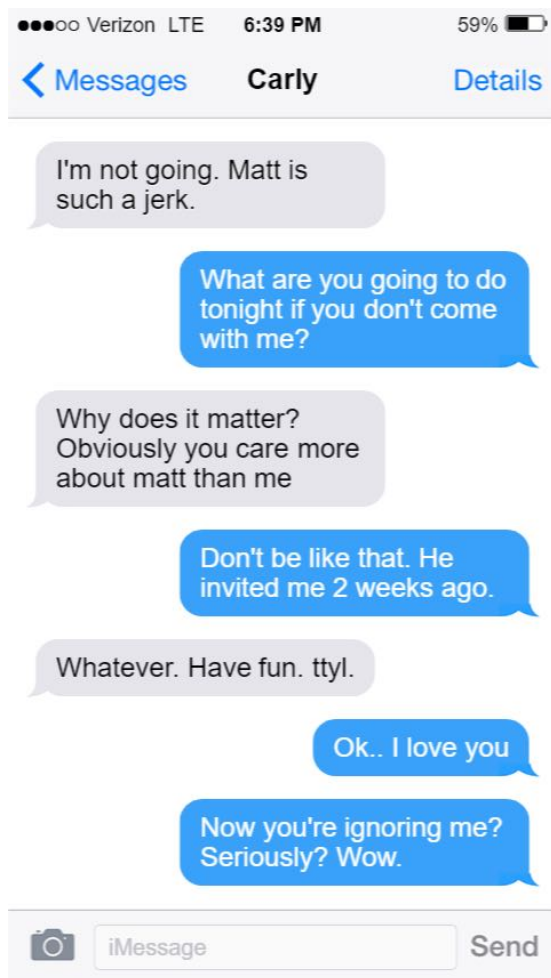 Verizon LTE 6:39 PM 59%
Messages Carly Details
I'm not going. Matt is
such a jerk.
What are you going to do
tonight if you don't come
with me?
Why does it matter?
Obviously you care more
about matt than me
Don't be like that. He
invited me 2 weeks ago.
Whatever. Have fun. ttyl.
Ok.. I love you
Now you're ignoring me?
Seriously? Wow.
iMessage Send